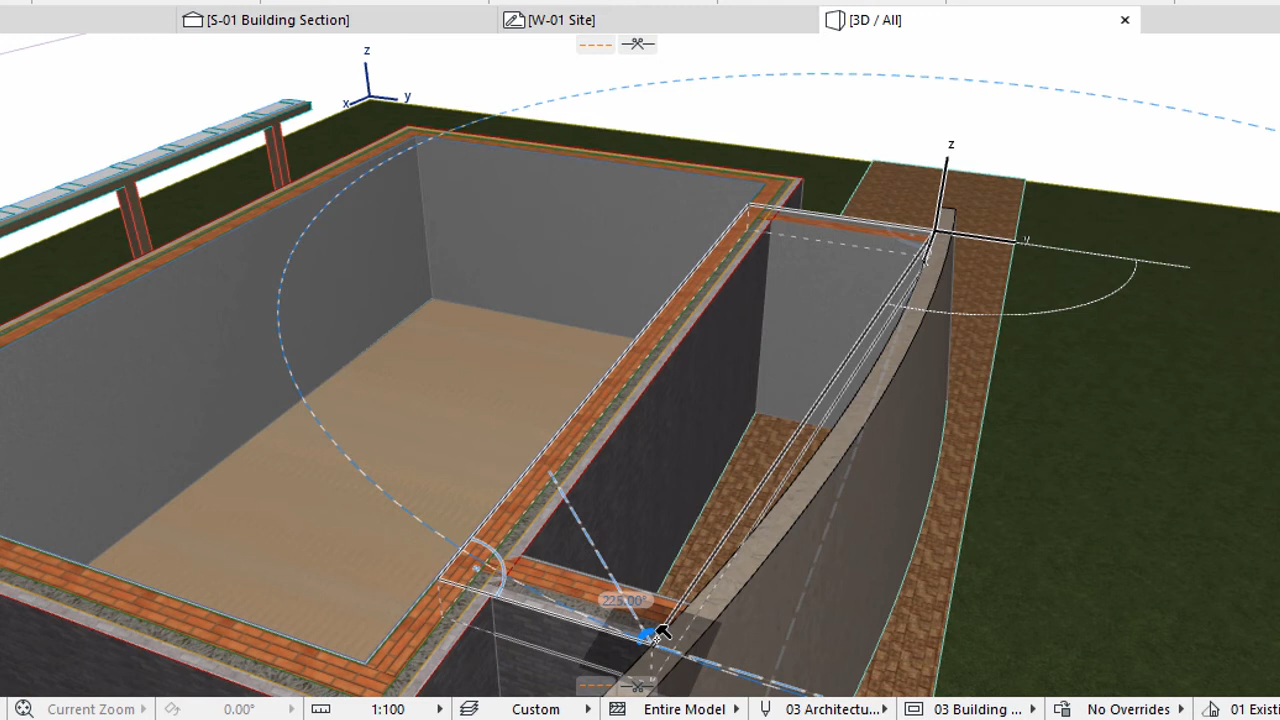 [S-01 Building Section]
[W-01 Site]
[3D / All]
z
x
y
z
y
225.00°
Current Zoom
0.00°
1:100
Custom
Entire Model
03 Architectu...
03 Building ...
No Overrides
01 Existi